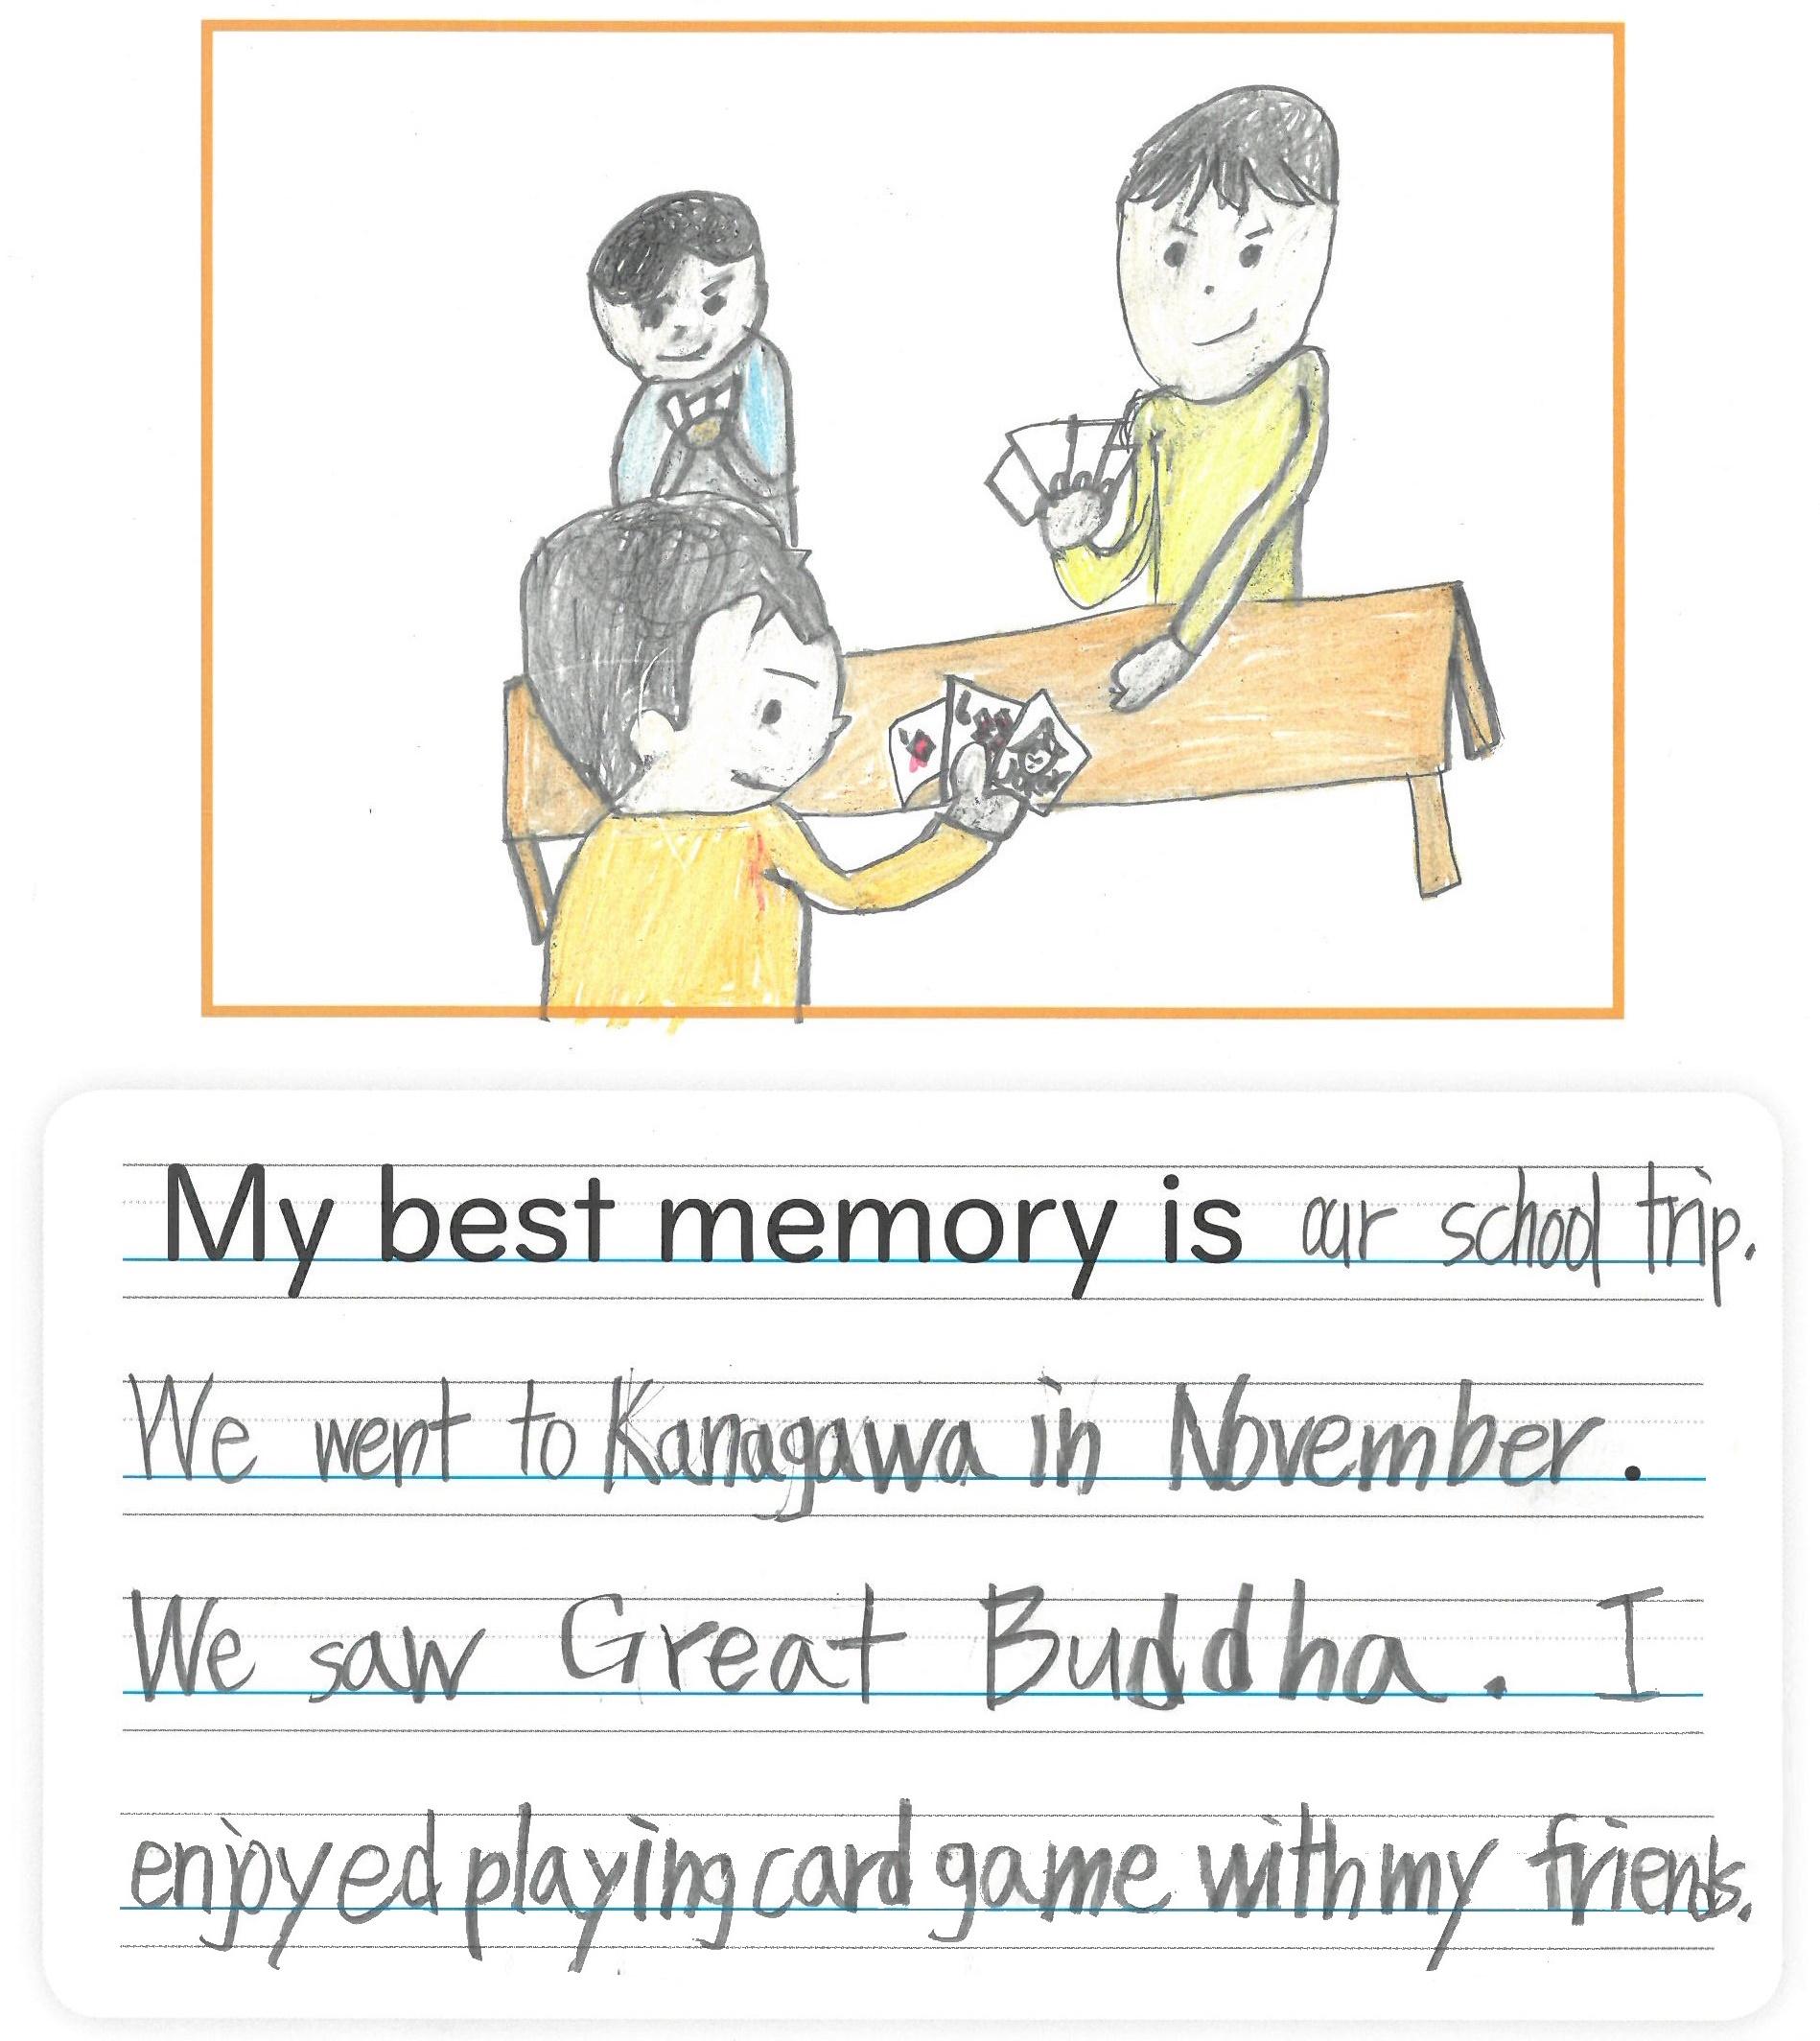 My best memory is our school trip.
We went to Kanagawa in November.
We saw Great Buddha. I
enjoyed playing card game with my friends.